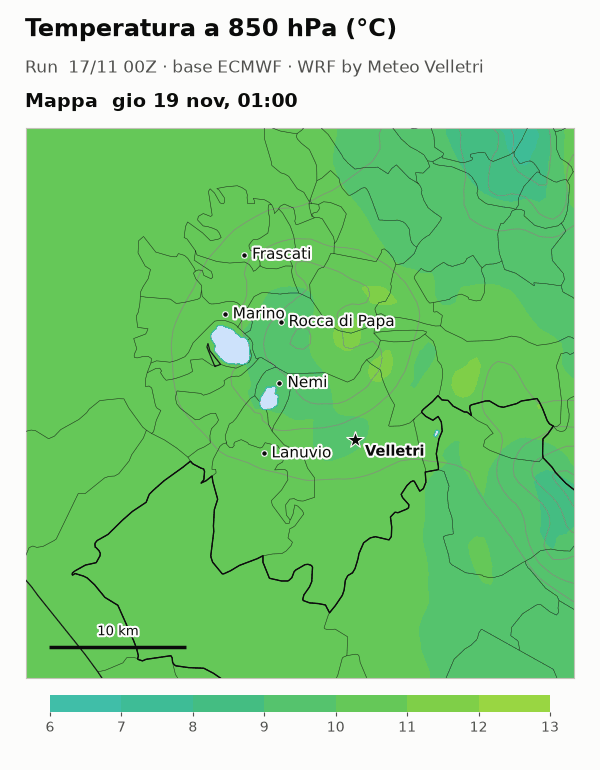 Temperatura a 850 hPa (°C)
Run  17/11 00Z · base ECMWF · WRF by Meteo Velletri
Mappa  gio 19 nov, 01:00
Frascati
Marino
Rocca di Papa
Nemi
Velletri
Lanuvio
10 km
6 7 8 9 10 11 12 13